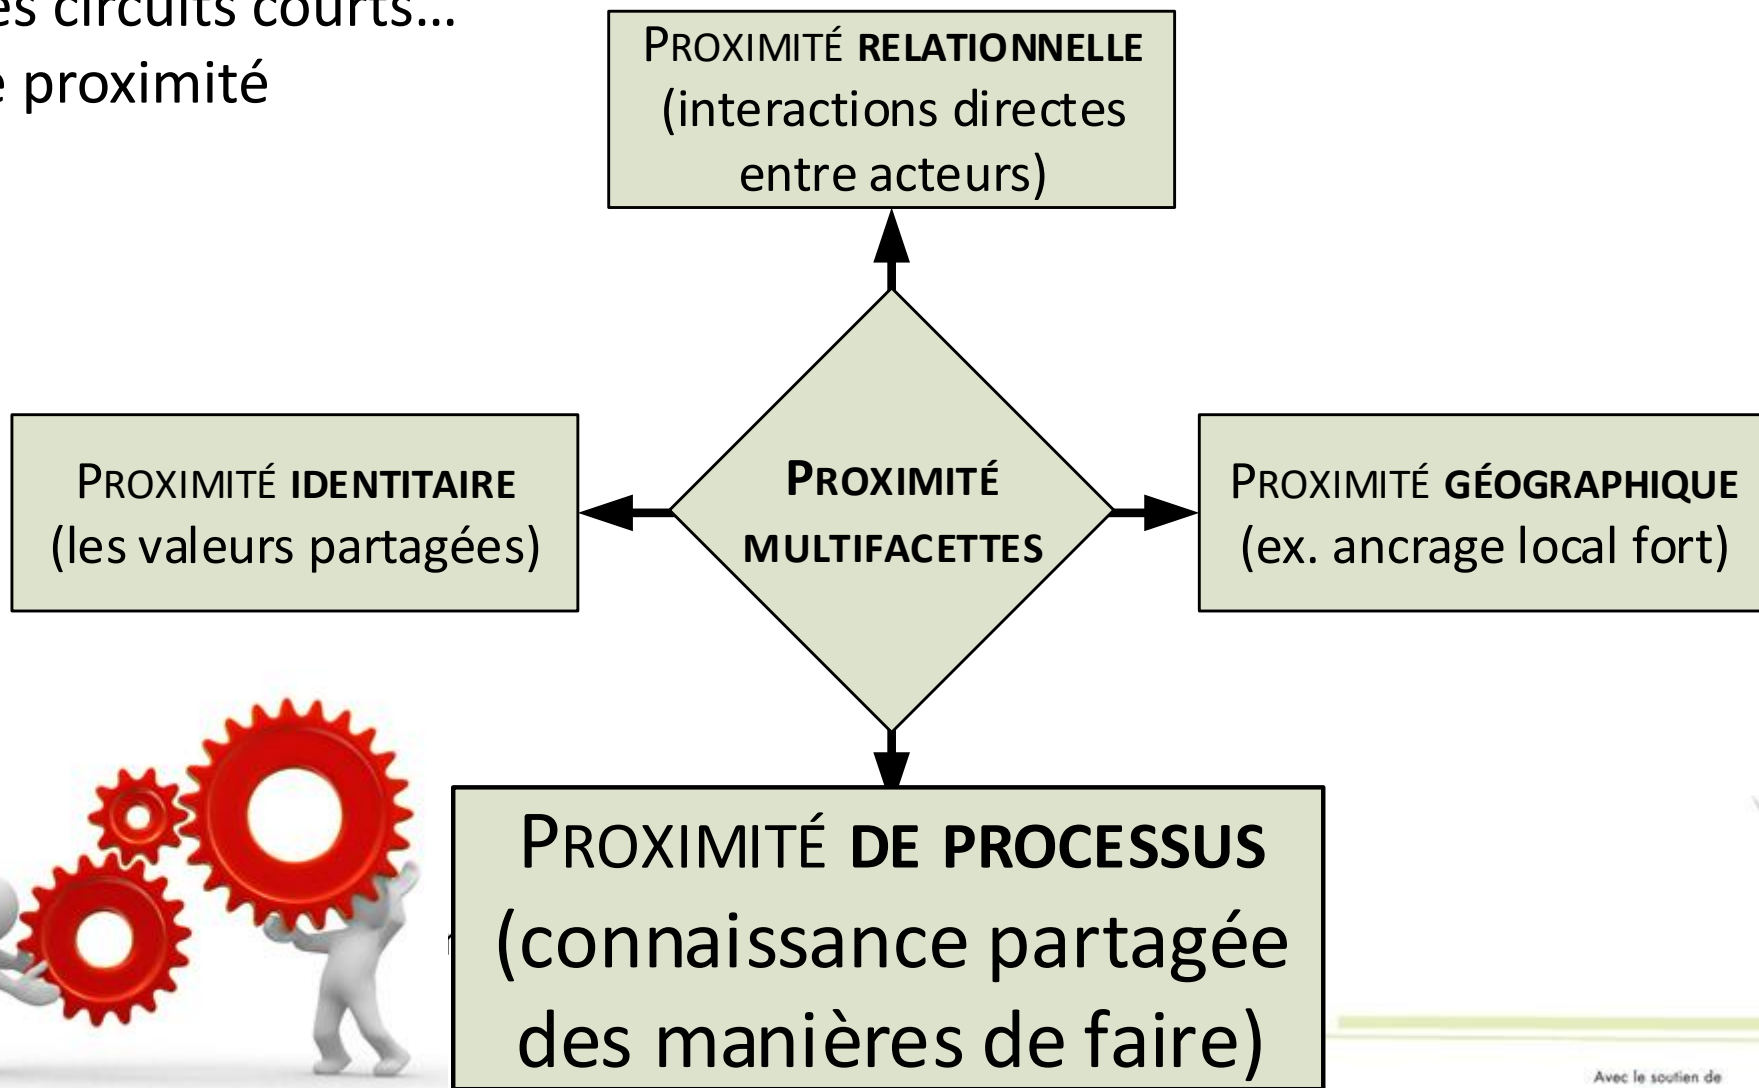 es circuits courts…
proximité
PROXIMITÉ RELATIONNELLE
(interactions directes
entre acteurs)
PROXIMITÉ IDENTITAIRE
(les valeurs partagées)
PROXIMITÉ
MULTIFACETTES
PROXIMITÉ GÉOGRAPHIQUE
(ex. ancrage local fort)
PROXIMITÉ DE PROCESSUS
(connaissance partagée
des manières de faire)
Avec le soutien de